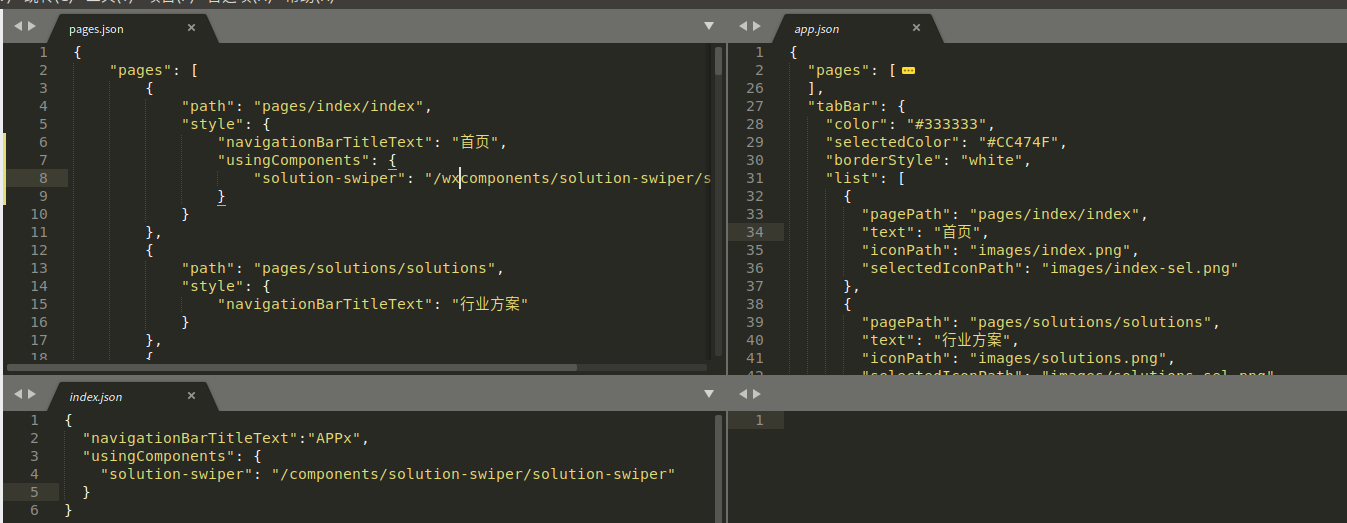 pages.json
1 {
2 "pages": [
3 {
4 "path": "pages/index/index",
5 "style": {
6 "navigationBarTitleText": "首页",
7 "usingComponents": {
8 "solution-swiper": "/wxcomponents/solution-swiper/s
9 }
10 }
11 },
12 {
13 "path": "pages/solutions/solutions",
14 "style": {
15 "navigationBarTitleText": "行业方案"
16 }
17 },
18 {
app.json
1 {
2 "pages": [
26 ],
27 "tabBar": {
28 "color": "#333333",
29 "selectedColor": "#CC474F",
30 "borderStyle": "white",
31 "list": [
32 {
33 "pagePath": "pages/index/index",
34 "text": "首页",
35 "iconPath": "images/index.png",
36 "selectedIconPath": "images/index-sel.png"
37 },
38 {
39 "pagePath": "pages/solutions/solutions",
40 "text": "行业方案",
41 "iconPath": "images/solutions.png",
42 "selectedIconPath": "images/solutions-sel.png"
index.json
1 {
2 "navigationBarTitleText":"APPx",
3 "usingComponents": {
4 "solution-swiper": "/components/solution-swiper/solution-swiper"
5 }
6 }
1